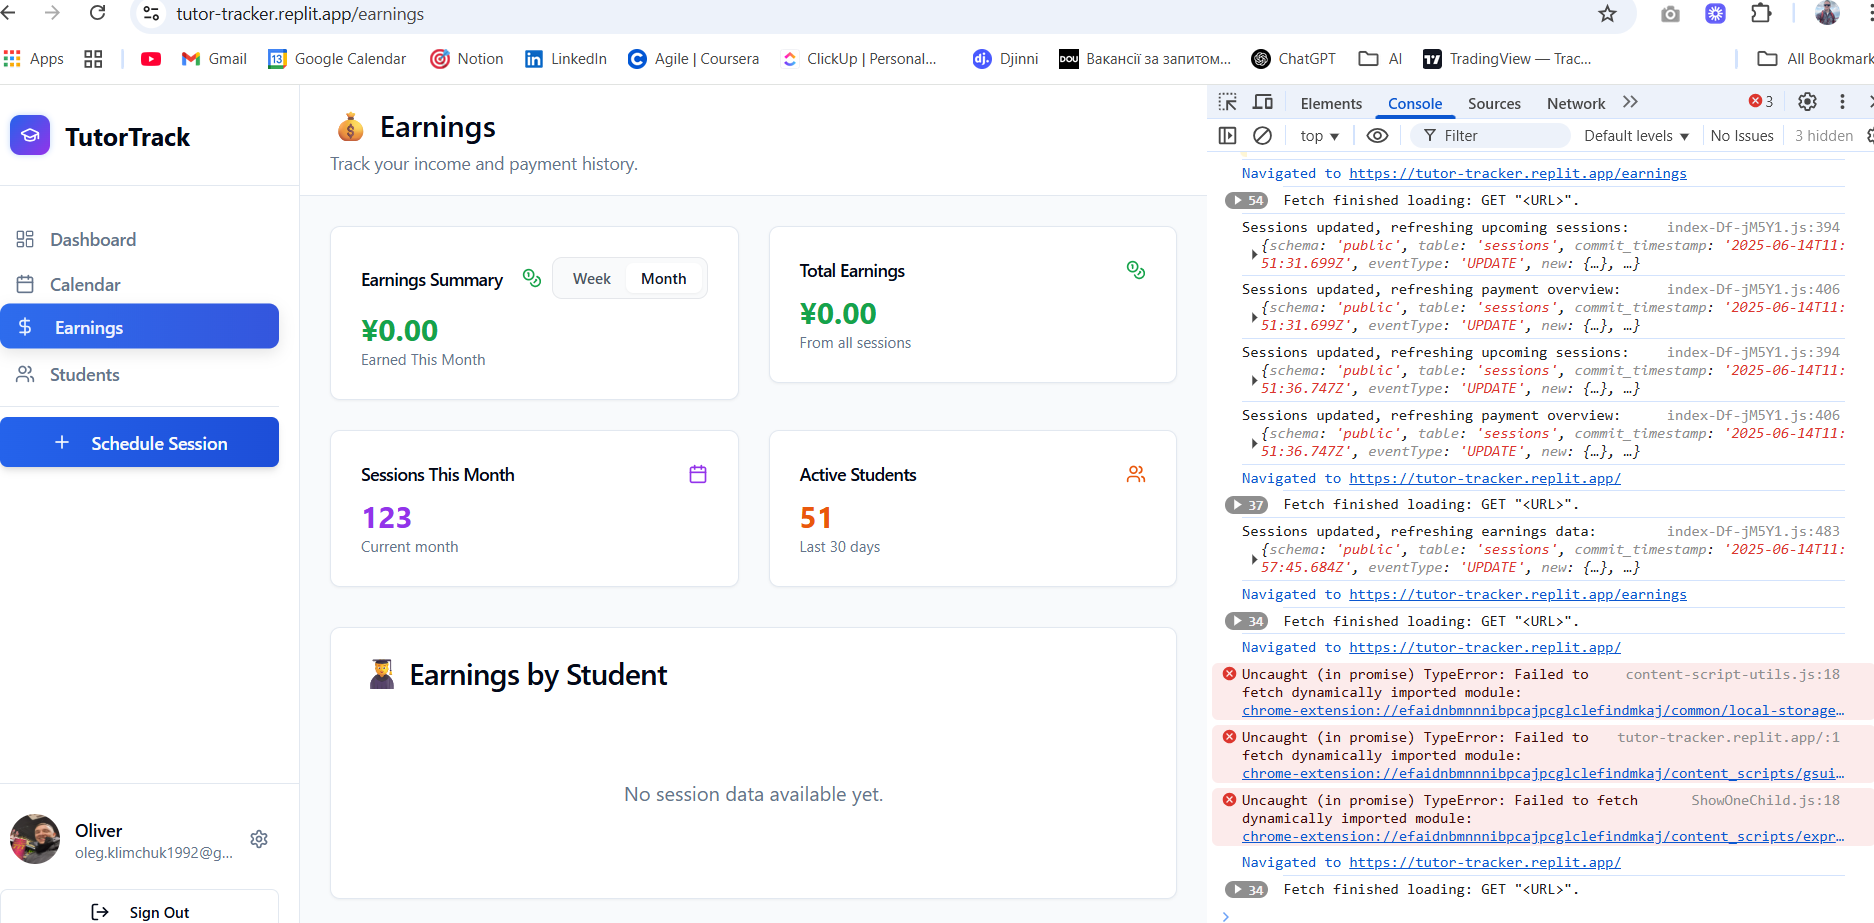 tutor-tracker.replit.app/earnings
Apps
Gmail
Google Calendar
Notion
LinkedIn
Agile | Coursera
ClickUp | Personal...
Djinni
Вакансії за запитом...
ChatGPT
AI
TradingView — Trac...
All Bookmark
TutorTrack
Dashboard
Calendar
Earnings
Students
+ Schedule Session
Oliver
oleg.klimchuk1992@g...
Sign Out
Earnings
Track your income and payment history.
Earnings Summary
Week
Month
¥0.00
Earned This Month
Total Earnings
¥0.00
From all sessions
Sessions This Month
123
Current month
Active Students
51
Last 30 days
Earnings by Student
No session data available yet.
Elements
Console
Sources
Network
3
top
Filter
Default levels
No Issues
3 hidden
Navigated to https://tutor-tracker.replit.app/earnings
54 Fetch finished loading: GET "<URL>".
Sessions updated, refreshing upcoming sessions: index-Df-jM5Y1.js:394
{schema: 'public', table: 'sessions', commit_timestamp: '2025-06-14T11:
51:31.699Z', eventType: 'UPDATE', new: {…}, …}
Sessions updated, refreshing payment overview: index-Df-jM5Y1.js:406
{schema: 'public', table: 'sessions', commit_timestamp: '2025-06-14T11:
51:31.699Z', eventType: 'UPDATE', new: {…}, …}
Sessions updated, refreshing upcoming sessions: index-Df-jM5Y1.js:394
{schema: 'public', table: 'sessions', commit_timestamp: '2025-06-14T11:
51:36.747Z', eventType: 'UPDATE', new: {…}, …}
Sessions updated, refreshing payment overview: index-Df-jM5Y1.js:406
{schema: 'public', table: 'sessions', commit_timestamp: '2025-06-14T11:
51:36.747Z', eventType: 'UPDATE', new: {…}, …}
Navigated to https://tutor-tracker.replit.app/
37 Fetch finished loading: GET "<URL>".
Sessions updated, refreshing earnings data: index-Df-jM5Y1.js:483
{schema: 'public', table: 'sessions', commit_timestamp: '2025-06-14T11:
57:45.684Z', eventType: 'UPDATE', new: {…}, …}
Navigated to https://tutor-tracker.replit.app/earnings
34 Fetch finished loading: GET "<URL>".
Navigated to https://tutor-tracker.replit.app/
Uncaught (in promise) TypeError: Failed to content-script-utils.js:18
fetch dynamically imported module:
chrome-extension://efaidnbmnnnibpcajpcglclefindmkaj/common/local-storage…
Uncaught (in promise) TypeError: Failed to tutor-tracker.replit.app/:1
fetch dynamically imported module:
chrome-extension://efaidnbmnnnibpcajpcglclefindmkaj/content_scripts/gsui…
Uncaught (in promise) TypeError: Failed to fetch ShowOneChild.js:18
dynamically imported module:
chrome-extension://efaidnbmnnnibpcajpcglclefindmkaj/content_scripts/expr…
Navigated to https://tutor-tracker.replit.app/
34 Fetch finished loading: GET "<URL>".